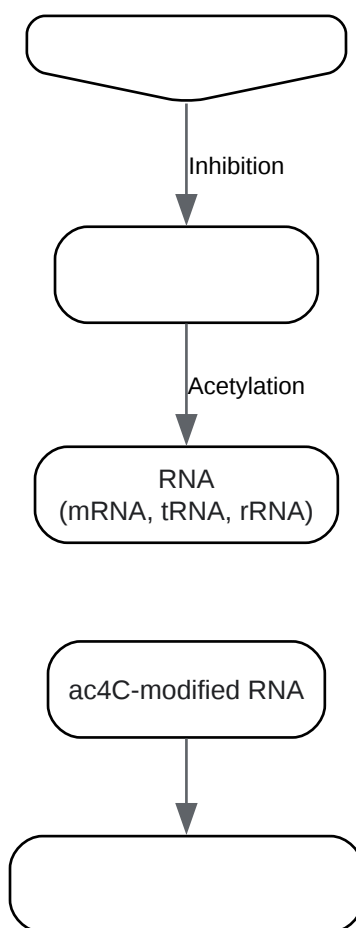 Inhibition
Acetylation
RNA
(mRNA, tRNA, rRNA)
ac4C-modified RNA